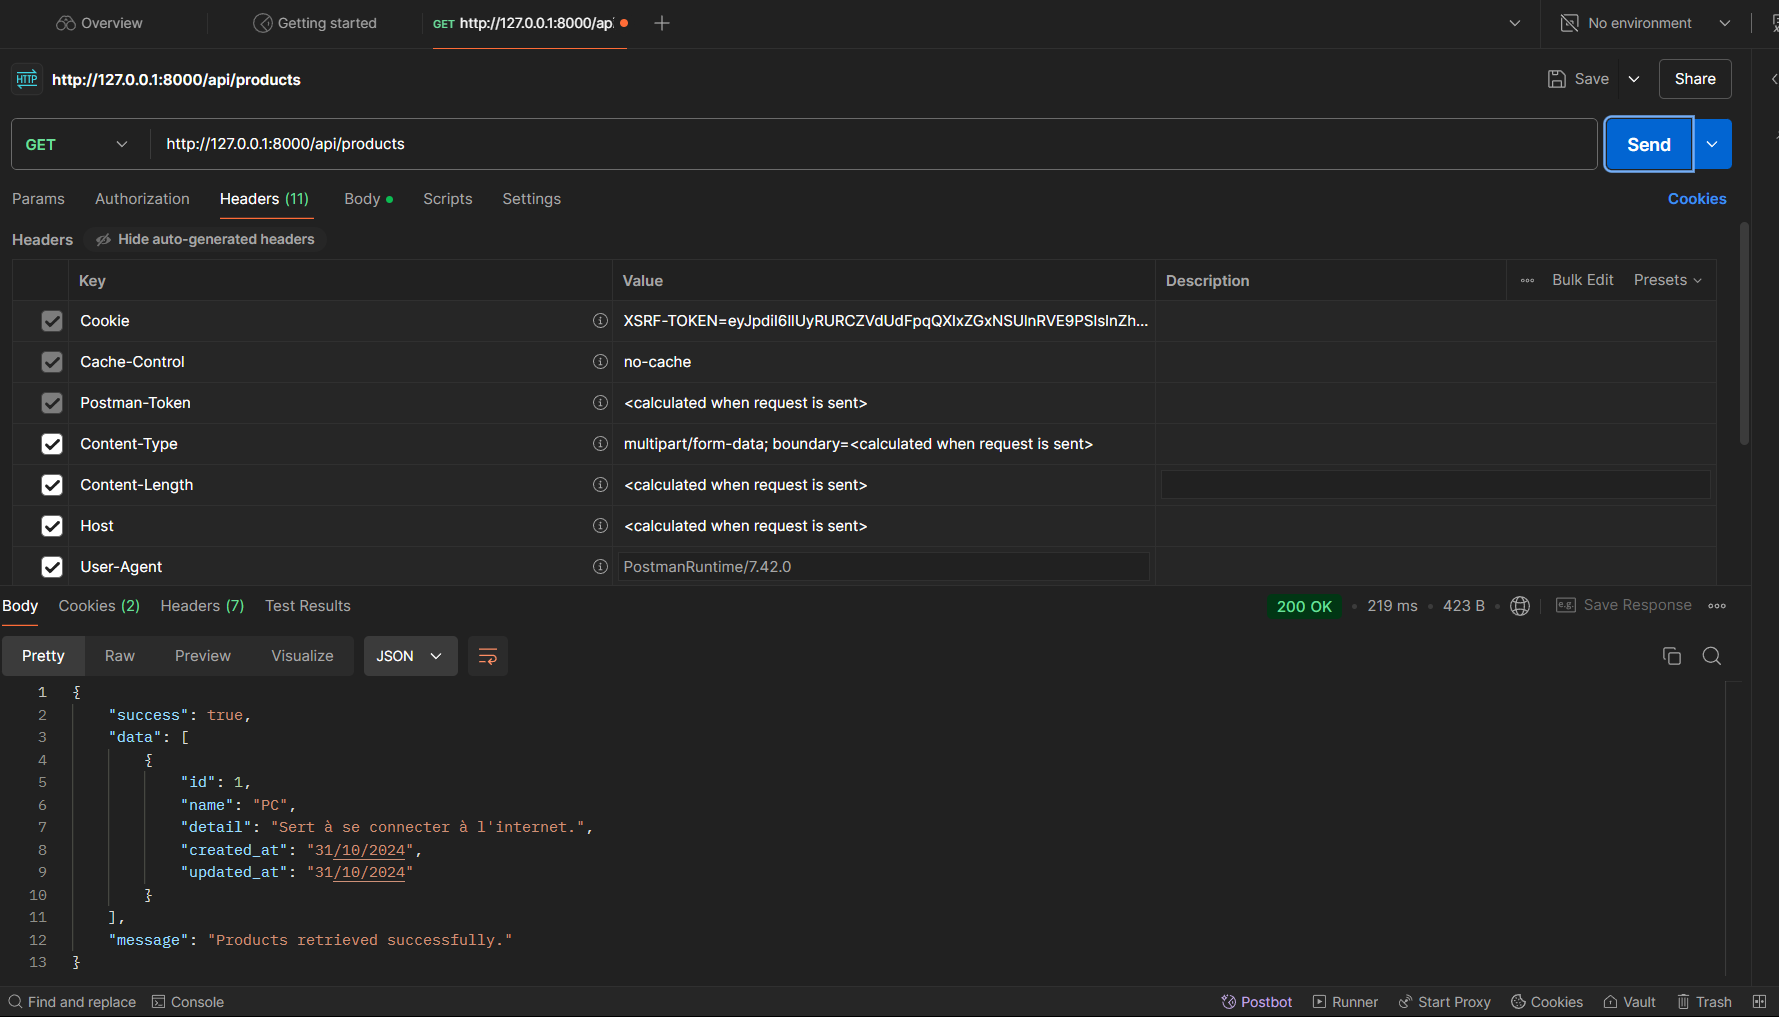 Overview
Getting started
GET http://127.0.0.1:8000/ap
No environment
HTTP http://127.0.0.1:8000/api/products
Save
Share
GET
http://127.0.0.1:8000/api/products
Send
Params
Authorization
Headers (11)
Body
Scripts
Settings
Cookies
Headers
Hide auto-generated headers
Key
Value
Description
Bulk Edit
Presets
Cookie
Cache-Control
no-cache
Postman-Token
<calculated when request is sent>
Content-Type
multipart/form-data; boundary=<calculated when request is sent>
Content-Length
<calculated when request is sent>
Host
<calculated when request is sent>
User-Agent
PostmanRuntime/7.42.0
Body
Cookies (2)
Headers (7)
Test Results
200 OK
219 ms
423 B
e.g. Save Response
Pretty
Raw
Preview
Visualize
JSON
1 {
2 "success": true,
3 "data": [
4 {
5 "id": 1,
6 "name": "PC",
7 "detail": "Sert à se connecter à l'internet.",
8 "created_at": "31/10/2024",
9 "updated_at": "31/10/2024"
10 }
11 ],
12 "message": "Products retrieved successfully."
13 }
Find and replace
Console
Postbot
Runner
Start Proxy
Cookies
Vault
Trash